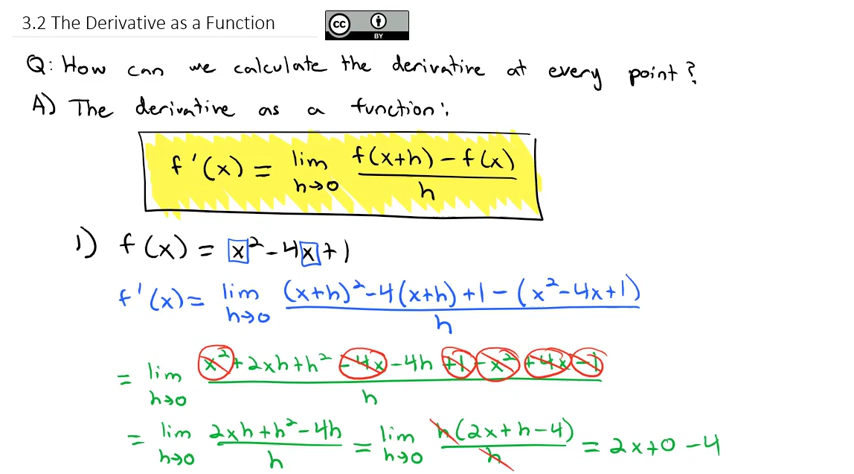 3.2 The Derivative as a Function
cc BY
Q: How can we calculate the derivative at every point?
A) The derivative as a function:
f'(x) = lim h→0 (f(x+h) - f(x))/h
1) f(x) = x² - 4x + 1
f'(x) = lim h→0 ((x+h)² - 4(x+h) + 1 - (x² - 4x + 1))/h
= lim h→0 (x² + 2xh + h² - 4x - 4h + 1 - x² + 4x - 1)/h
= lim h→0 (2xh + h² - 4h)/h = lim h→0 (h(2x + h - 4))/h = 2x + 0 - 4